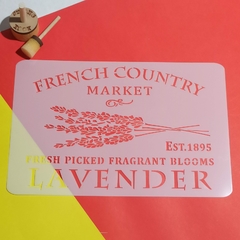 FRENCH COUNTRY
MARKET
EST.1895
FRESH PICKED FRAGRANT BLOOMS
LAVENDER